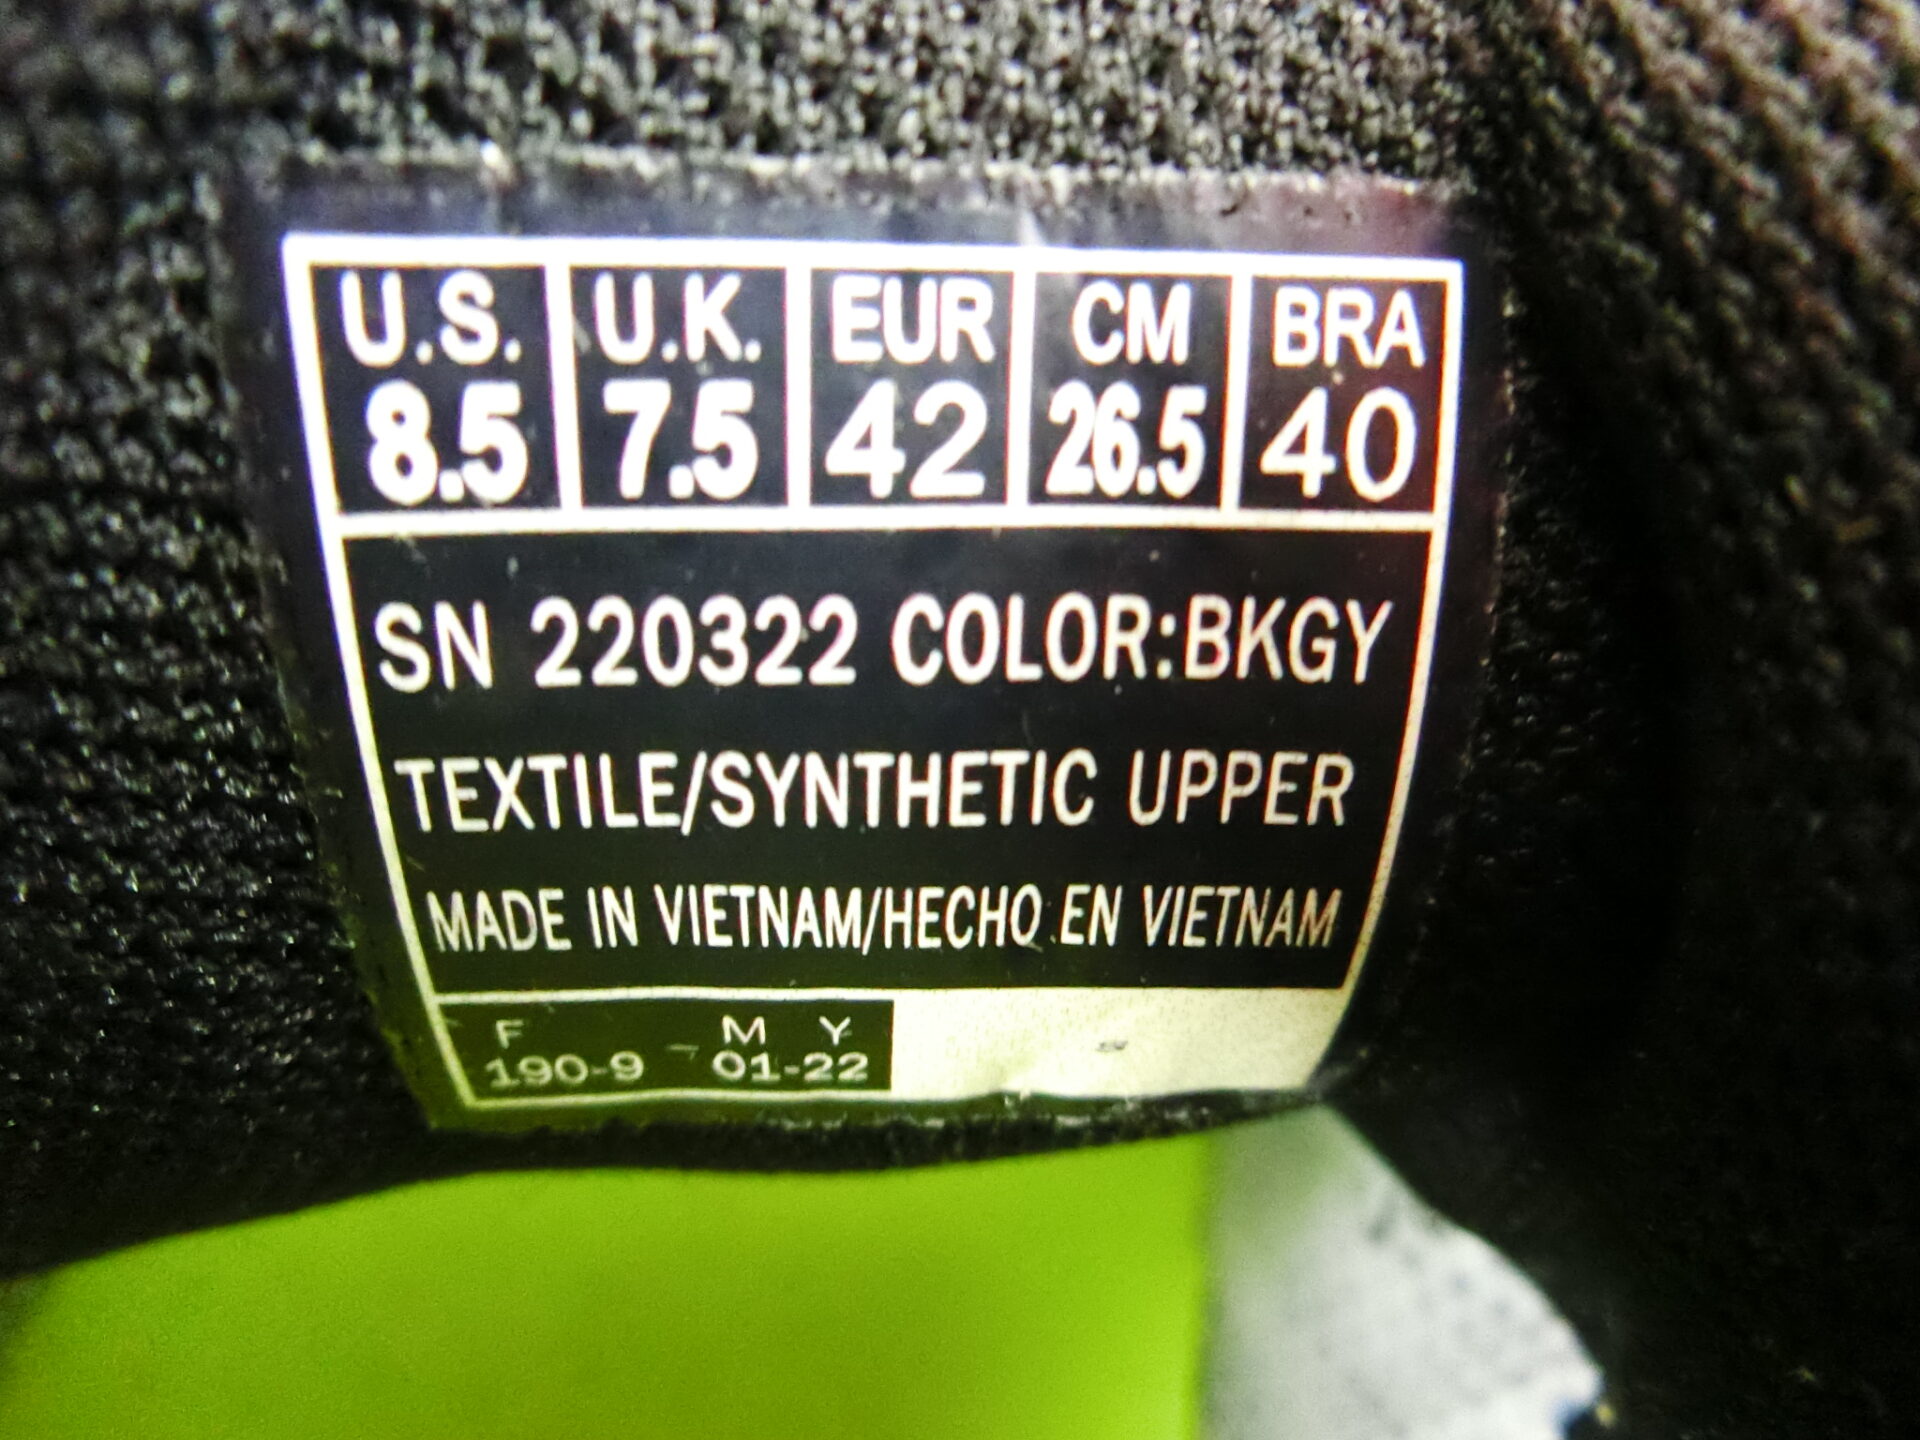 U.S. U.K. EUR CM BRA
8.5 7.5 42 26.5 40
SN 220322 COLOR:BKGY
TEXTILE/SYNTHETIC UPPER
MADE IN VIETNAM/HECHO EN VIETNAM
F M Y
190-9 01-22